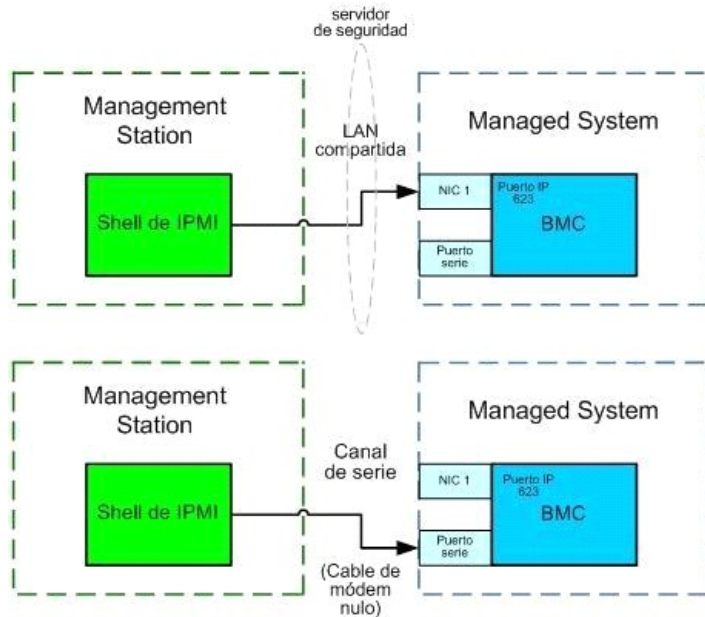 servidor
de seguridad
Management
Station
LAN
compartida
Managed System
Shell de IPMI
NIC 1
Puerto IP
623
BMC
Puerto
serie
Management
Station
Canal
de serie
Managed System
Shell de IPMI
NIC 1
Puerto IP
623
BMC
Puerto
serie
(Cable de
módem
nulo)